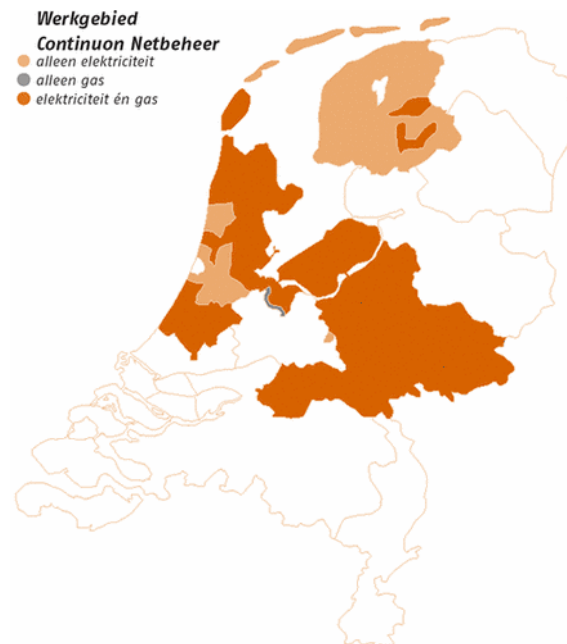 Werkgebied
Continuon Netbeheer
alleen elektriciteit
alleen gas
elektriciteit én gas